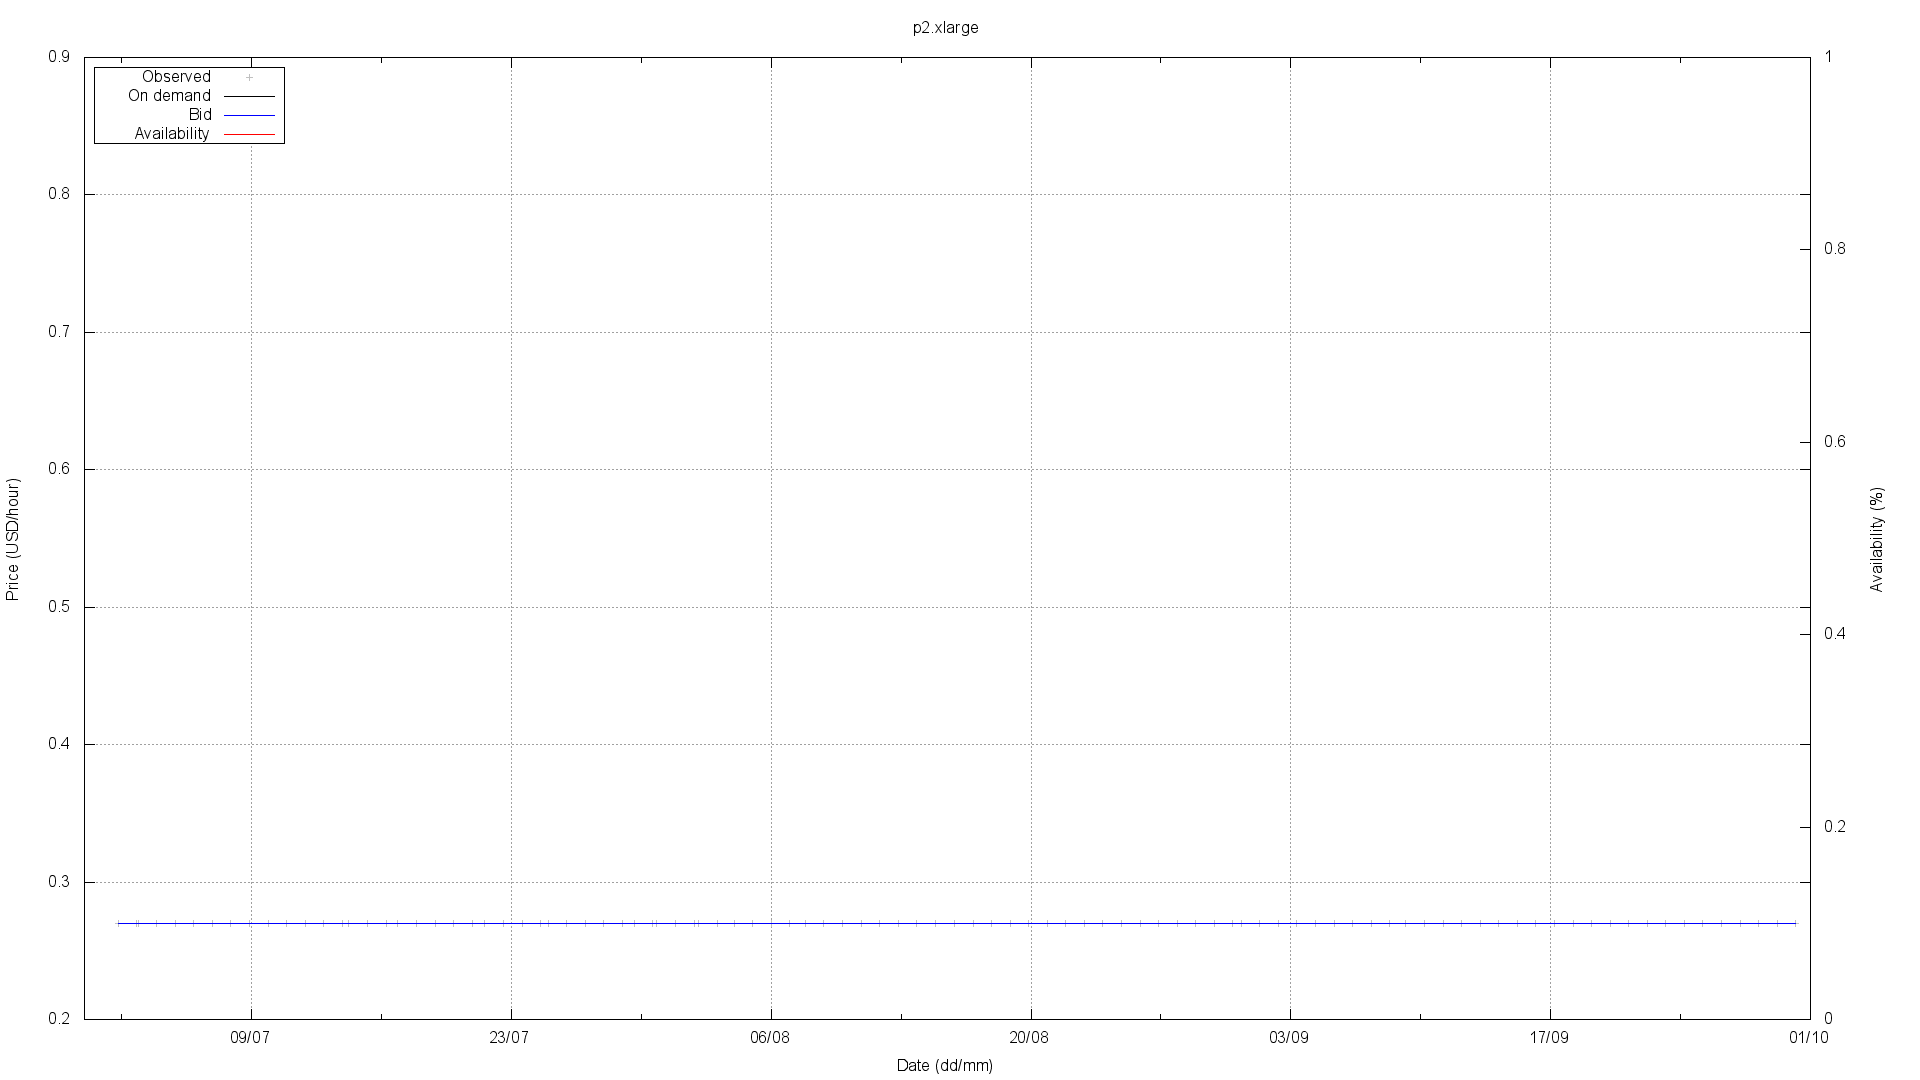 p2.xlarge
0.9
0.8
0.7
0.6
0.5
0.4
0.3
0.2
1
0.8
0.6
0.4
0.2
0
Observed
On demand
Bid
Availability
Price (USD/hour)
Availability (%)
09/07 23/07 06/08 20/08 03/09 17/09 01/10
Date (dd/mm)